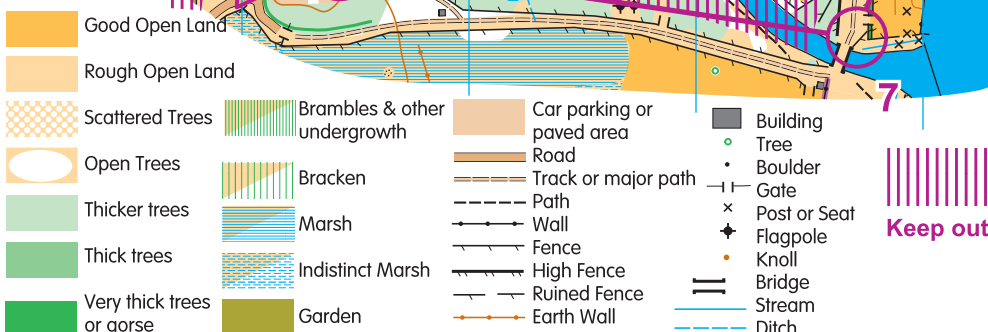 Good Open Land
Rough Open Land
Scattered Trees
Open Trees
Thicker trees
Thick trees
Very thick trees
or gorse
Brambles & other
undergrowth
Bracken
Marsh
Indistinct Marsh
Garden
Car parking or
paved area
Road
Track or major path
Path
Wall
Fence
High Fence
Ruined Fence
Earth Wall
7
Building
Tree
Boulder
Gate
Post or Seat
Flagpole
Knoll
Bridge
Stream
Ditch
Keep out